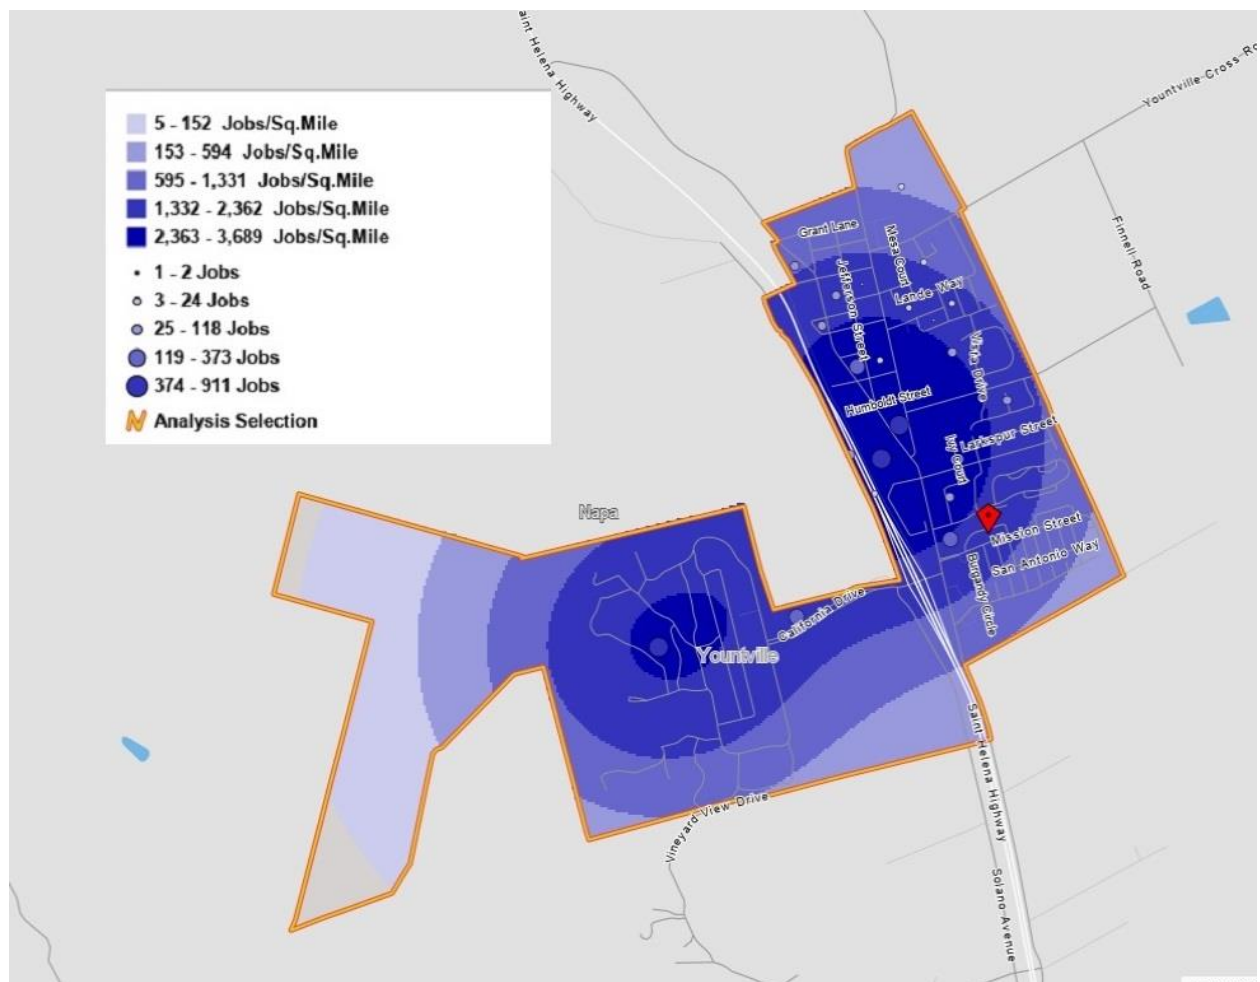 aint Helena Highway
Yountville Cross Ro
5 - 152 Jobs/Sq.Mile
153 - 594 Jobs/Sq.Mile
595 - 1,331 Jobs/Sq.Mile
1,332 - 2,362 Jobs/Sq.Mile
2,363 - 3,689 Jobs/Sq.Mile
1 - 2 Jobs
3 - 24 Jobs
25 - 118 Jobs
119 - 373 Jobs
374 - 911 Jobs
Analysis Selection
Grant Lane
Mesa Court
Finnell Road
Jefferson Street
Lande Way
Vista Drive
Humboldt Street
Larkspur Street
Ivy Court
Napa
Mission Street
San Antonio Way
Burgandy Circle
California Drive
Yountville
Saint Helena Highway
Vineyard View Drive
Solano Avenue